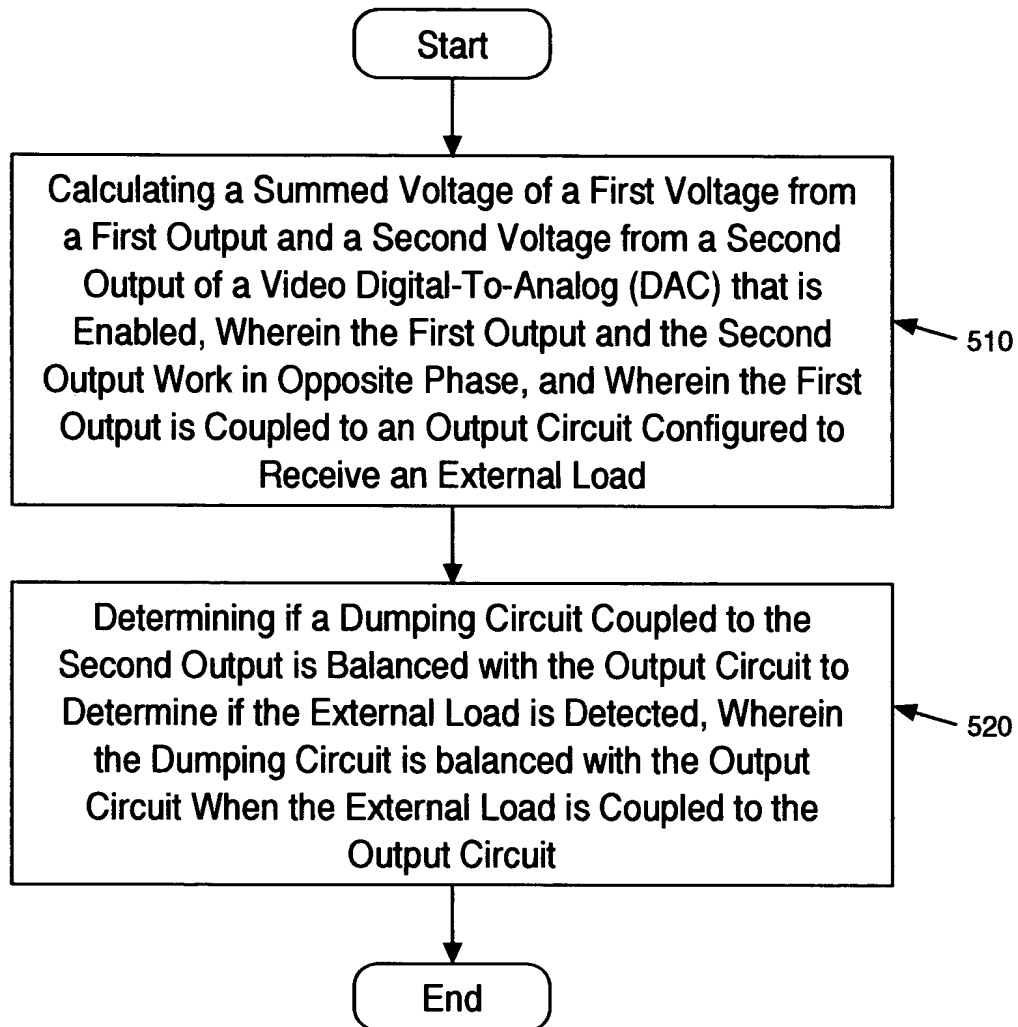 Start
Calculating a Summed Voltage of a First Voltage from
a First Output and a Second Voltage from a Second
Output of a Video Digital-To-Analog (DAC) that is
Enabled, Wherein the First Output and the Second
Output Work in Opposite Phase, and Wherein the First
Output is Coupled to an Output Circuit Configured to
Receive an External Load
510
Determining if a Dumping Circuit Coupled to the
Second Output is Balanced with the Output Circuit to
Determine if the External Load is Detected, Wherein
the Dumping Circuit is balanced with the Output
Circuit When the External Load is Coupled to the
Output Circuit
520
End